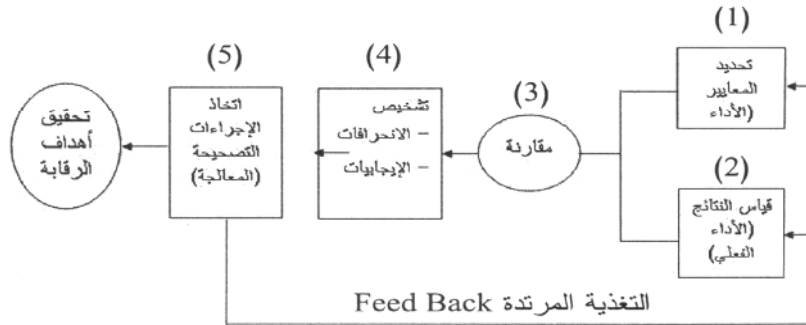 (1)
تحديد
المعايير
(الأداء
(2)
قياس النتائج
(الأداء
الفعلي)
(3)
مقارنة
(4)
تشخيص
– الانحرافات
– الإيجابيات
(5)
اتخاذ
الإجراءات
التصحيحة
(المعالجة)
تحقيق
أهداف
الرقابة
التغذية المرتدة Feed Back